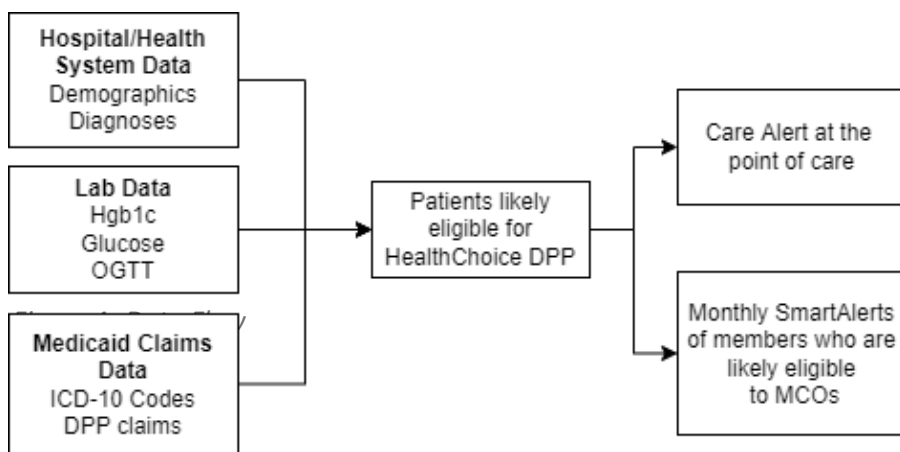 Hospital/Health
System Data
Demographics
Diagnoses
Lab Data
Hgb1c
Glucose
OGTT
Medicaid Claims
Data
ICD-10 Codes
DPP claims
Patients likely
eligible for
HealthChoice DPP
Care Alert at the
point of care
Monthly SmartAlerts
of members who are
likely eligible
to MCOs